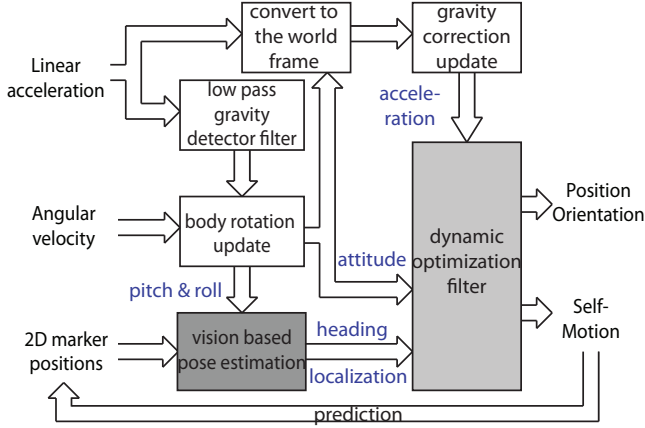 convert to
the world
frame
gravity
correction
update
Linear
acceleration
low pass
gravity
detector filter
accele-
ration
Angular
velocity
body rotation
update
dynamic
optimization
filter
Position
Orientation
attitude
pitch & roll
2D marker
positions
vision based
pose estimation
heading
localization
Self-
Motion
prediction